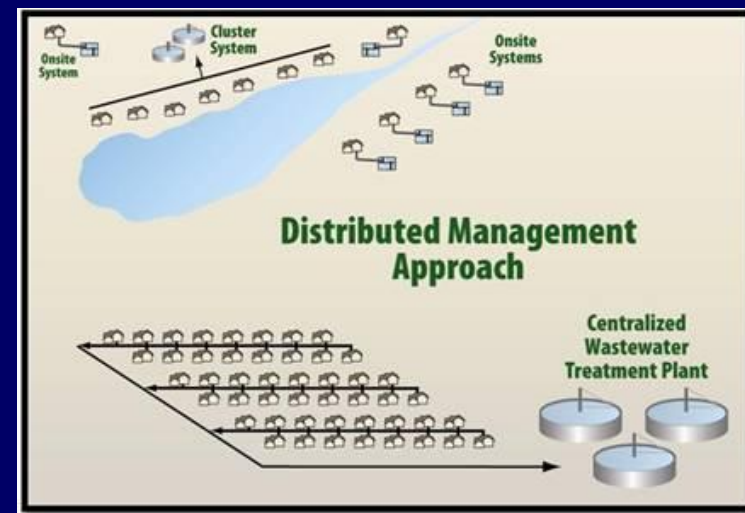 Onsite
System
Cluster
System
Onsite
Systems
Distributed Management
Approach
Centralized
Wastewater
Treatment Plant